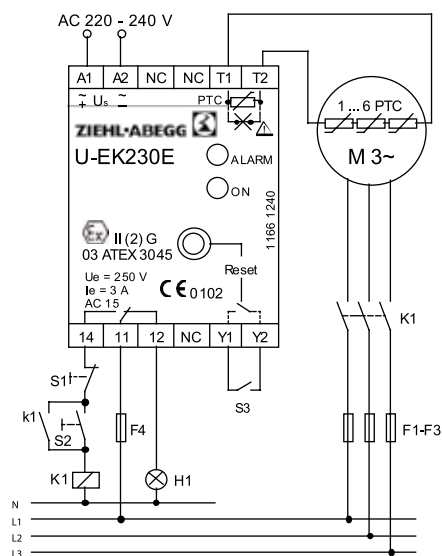 AC 220 - 240 V
A1 A2 NC NC T1 T2
~ ~
+ Us −
PTC
1 ... 6 PTC
ZIEHL-ABEGG
U-EK230E
ALARM
M 3~
ON
1166 1240
Ex II (2) G
03 ATEX 3045
Reset
Ue = 250 V
Ie = 3 A
AC 15
CE 0102
14 11 12 NC Y1 Y2
K1
S1
S3
k1
S2
F4
F1-F3
K1
H1
N
L1
L2
L3